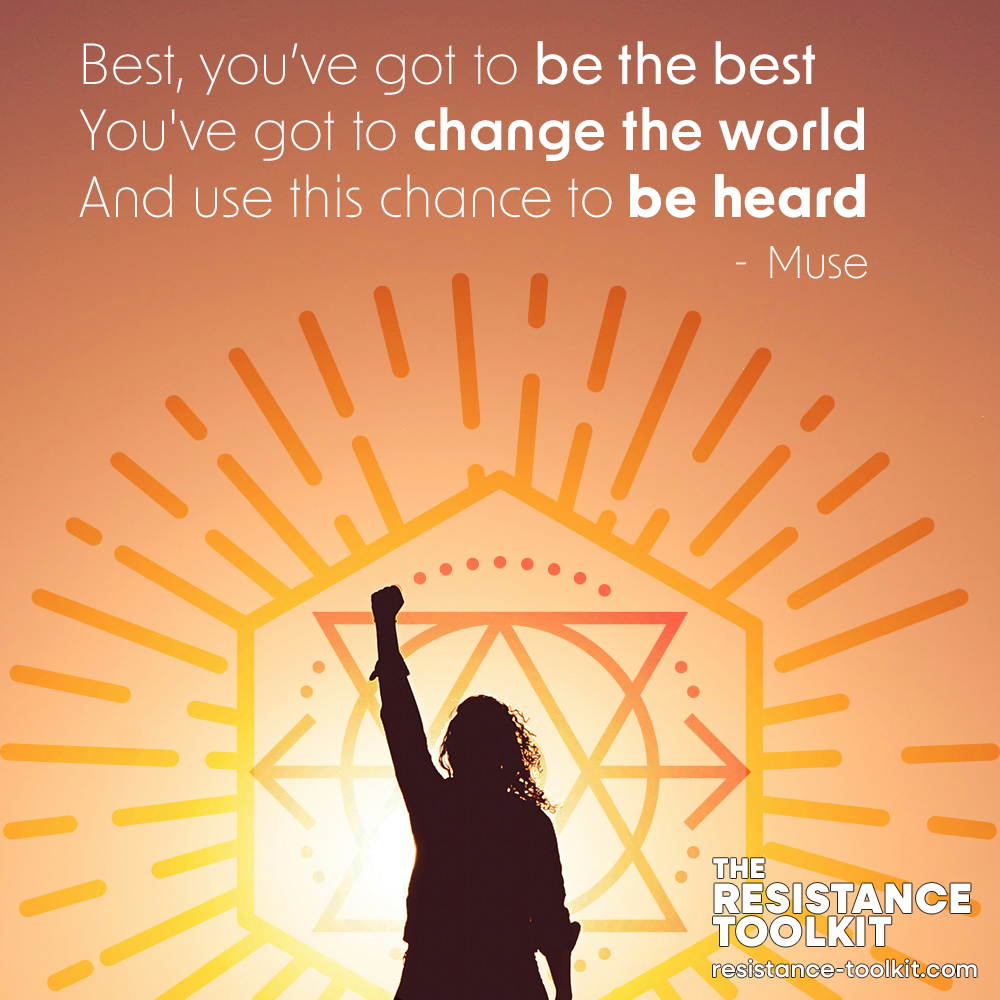 Best, you’ve got to be the best
You've got to change the world
And use this chance to be heard
- Muse
THE
RESISTANCE
TOOLKIT
resistance-toolkit.com